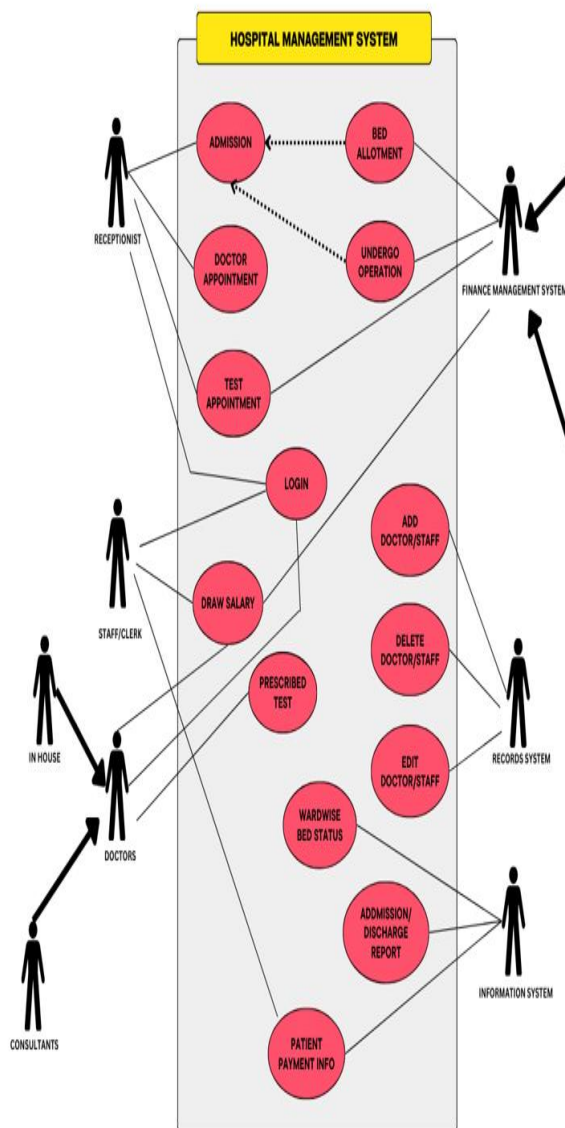 HOSPITAL MANAGEMENT SYSTEM
ADMISSION
BED
ALLOTMENT
RECEPTIONIST
DOCTOR
APPOINTMENT
UNDERGO
OPERATION
FINANCE MANAGEMENT SYSTEM
TEST
APPOINTMENT
LOGIN
ADD
DOCTOR/STAFF
STAFF/CLERK
DRAW SALARY
DELETE
DOCTOR/STAFF
PRESCRIBED
TEST
IN HOUSE
RECORDS SYSTEM
EDIT
DOCTOR/STAFF
WARDWISE
BED STATUS
DOCTORS
ADDMISSION/
DISCHARGE
REPORT
INFORMATION SYSTEM
CONSULTANTS
PATIENT
PAYMENT INFO